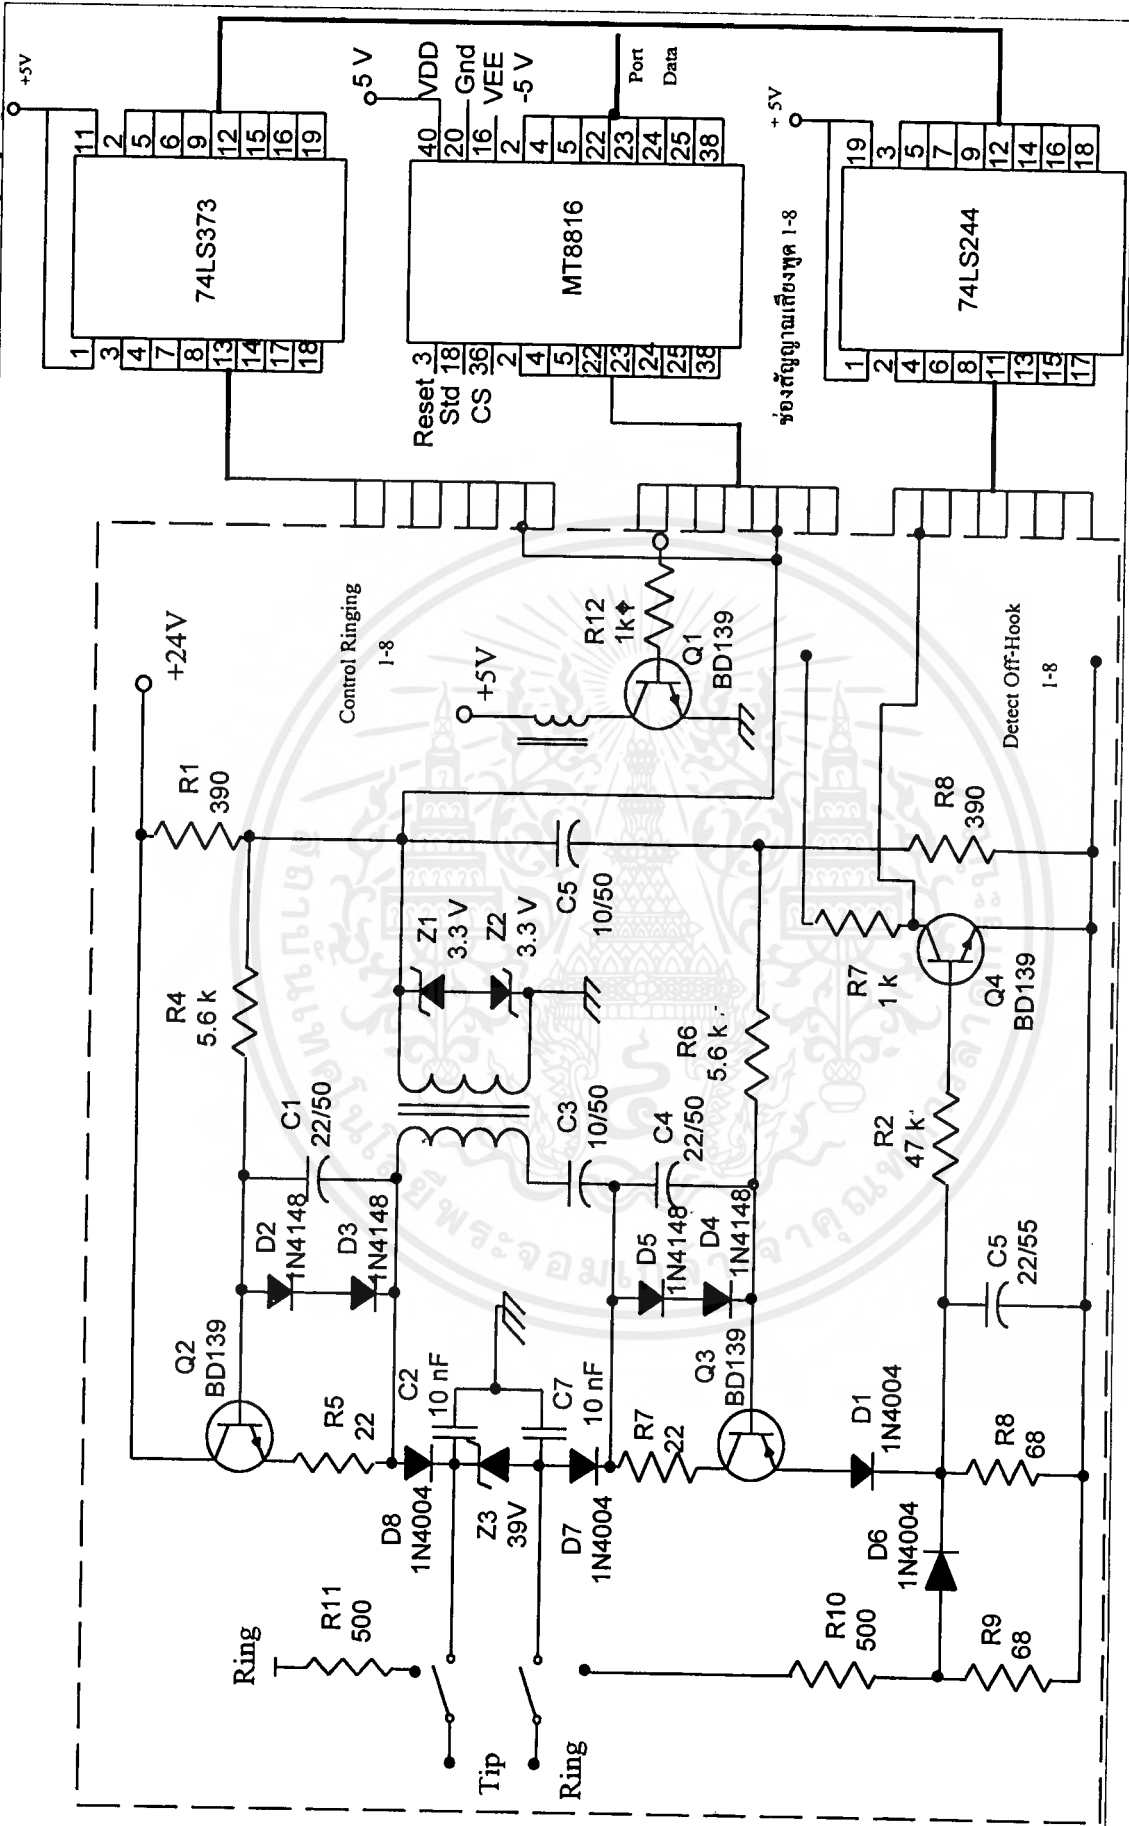 +5V
11
2
5
6
9
12
15
16
19
74LS373
1
3
4
7
8
13
14
17
18
5 V
VDD
Gnd
VEE
-5 V
40
20
16
2
4
5
22
23
24
25
38
Port
Data
MT8816
Reset
Std
CS
3
18
36
2
4
5
22
23
24
25
38
+ 5V
19
3
5
7
9
12
14
16
18
74LS244
1
2
4
6
8
11
13
15
17
ช่องสัญญาณเสียงพูด 1-8
+24V
Control Ringing
1-8
R12
1k
Q1
BD139
+5V
Detect Off-Hook
1-8
R1
390
R8
390
R4
5.6 k
Z1
3.3 V
Z2
3.3 V
C5
10/50
R7
1 k
Q4
BD139
R6
5.6 k
C1
22/50
C3
10/50
C4
22/50
R2
47 k
D2
1N4148
D3
1N4148
D5
1N4148
D4
1N4148
C5
22/55
Q2
BD139
R5
22
C2
10 nF
C7
10 nF
R7
22
Q3
BD139
D1
1N4004
R8
68
D8
1N4004
Z3
39V
D7
1N4004
D6
1N4004
Ring
R11
500
R10
500
R9
68
Tip
Ring